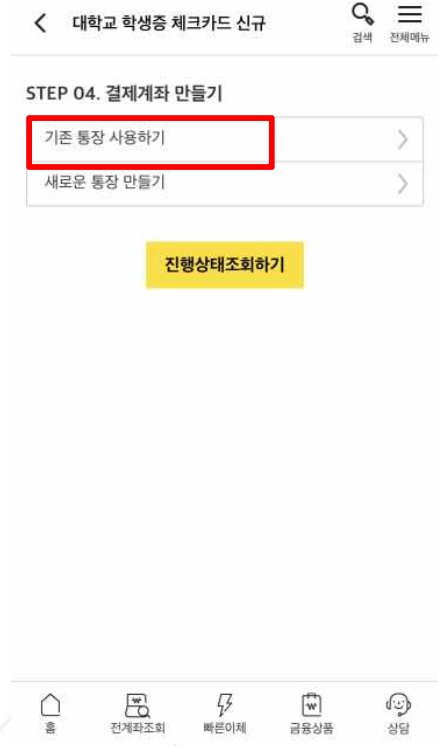 대학교 학생증 체크카드 신규
검색 전체메뉴
STEP 04. 결제계좌 만들기
기존 통장 사용하기
새로운 통장 만들기
진행상태조회하기
홈 전계좌조회 빠른이체 금융상품 상담